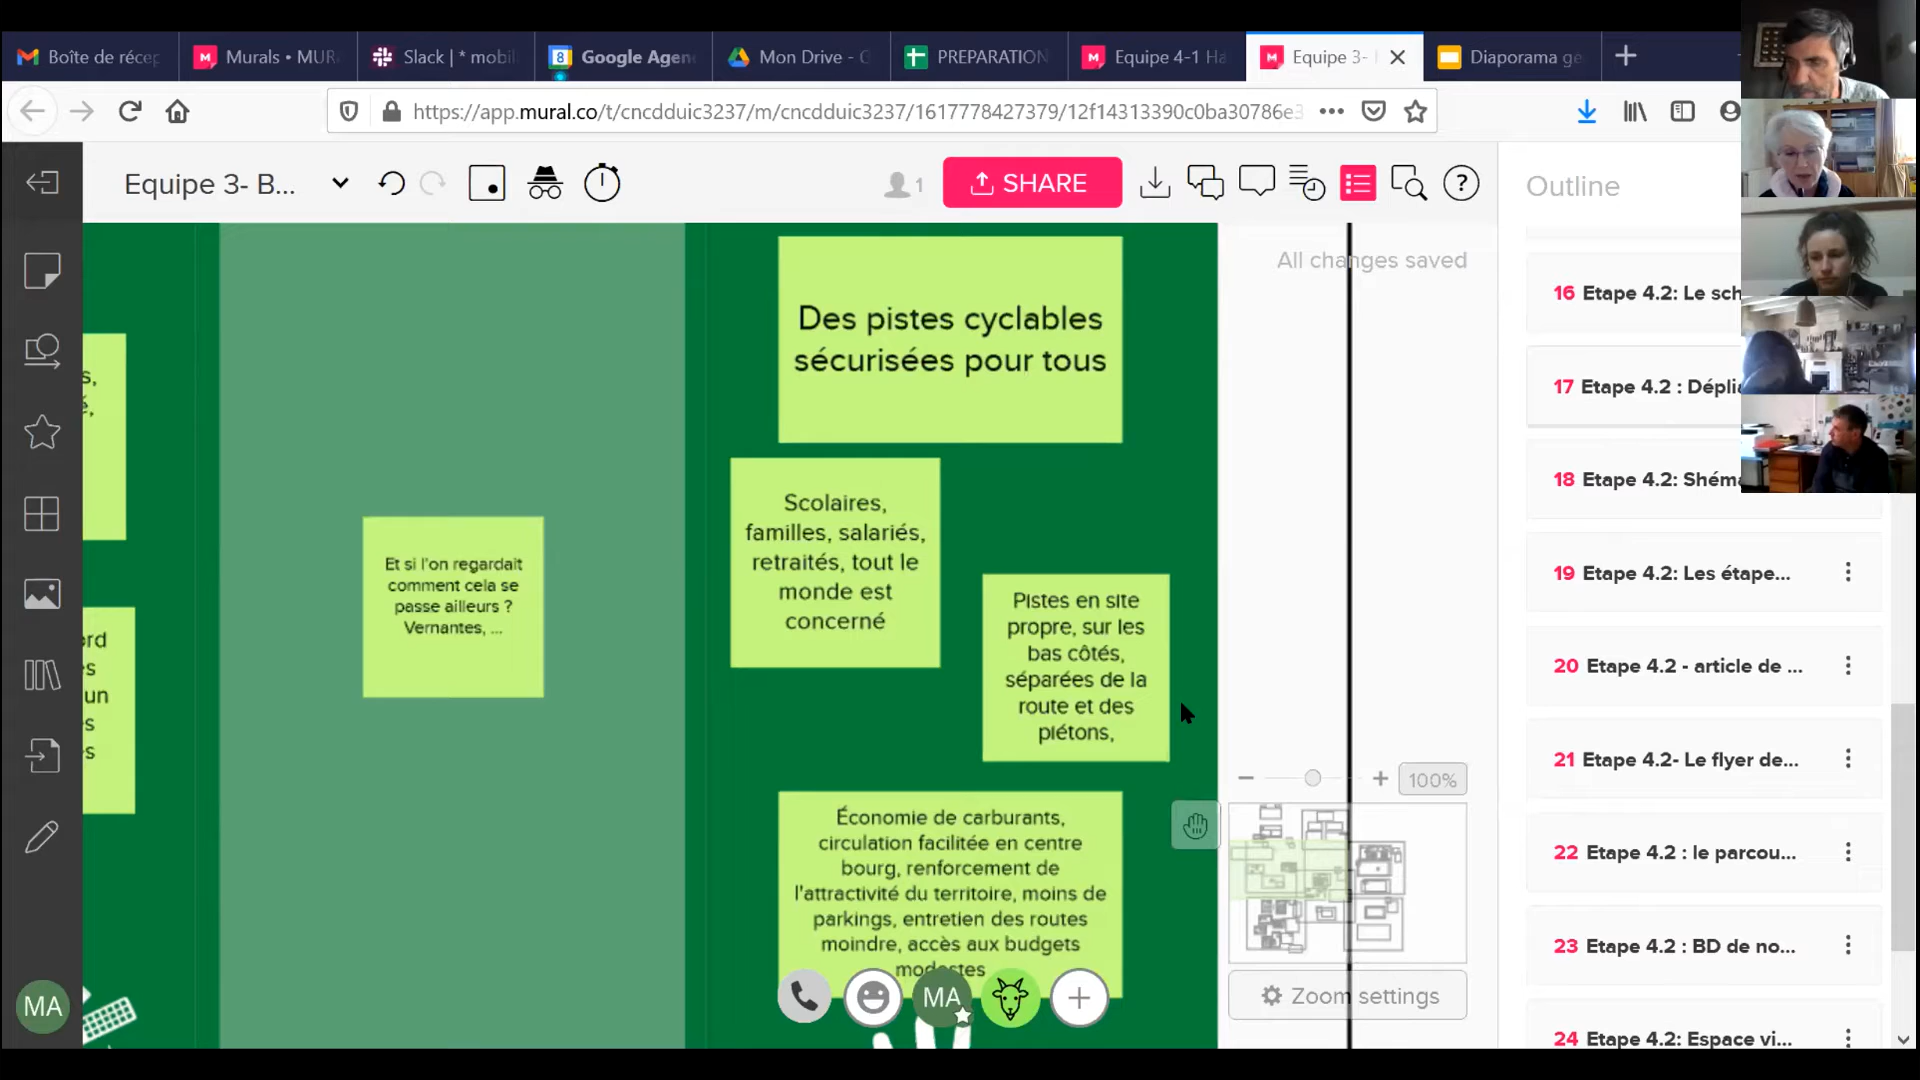 Boîte de récep
Murals • MUR
Slack | * mobil
8
Google Agen
Mon Drive - G
PREPARATION
Equipe 4-1 Ha
Equipe 3-
Diaporama ge
https://app.mural.co/t/cncdduic3237/m/cncdduic3237/1617778427379/12f14313390c0ba30786e3
Equipe 3- B...
1
SHARE
?
Outline
All changes saved
Des pistes cyclables
sécurisées pour tous
s,
é,
Scolaires,
familles, salariés,
retraités, tout le
monde est
concerné
Et si l'on regardait
comment cela se
passe ailleurs ?
Vernantes, ...
Pistes en site
propre, sur les
bas côtés,
séparées de la
route et des
piétons,
ord
s
un
s
s
Économie de carburants,
circulation facilitée en centre
bourg, renforcement de
l'attractivité du territoire, moins de
parkings, entretien des routes
moindre, accès aux budgets
modestes
100%
Zoom settings
MA
MA
16 Etape 4.2: Le sch
17 Etape 4.2 : Déplia
18 Etape 4.2: Shéma
19 Etape 4.2: Les étape...
20 Etape 4.2 - article de ...
21 Etape 4.2- Le flyer de...
22 Etape 4.2 : le parcou...
23 Etape 4.2 : BD de no...
24 Etape 4.2: Espace vi...